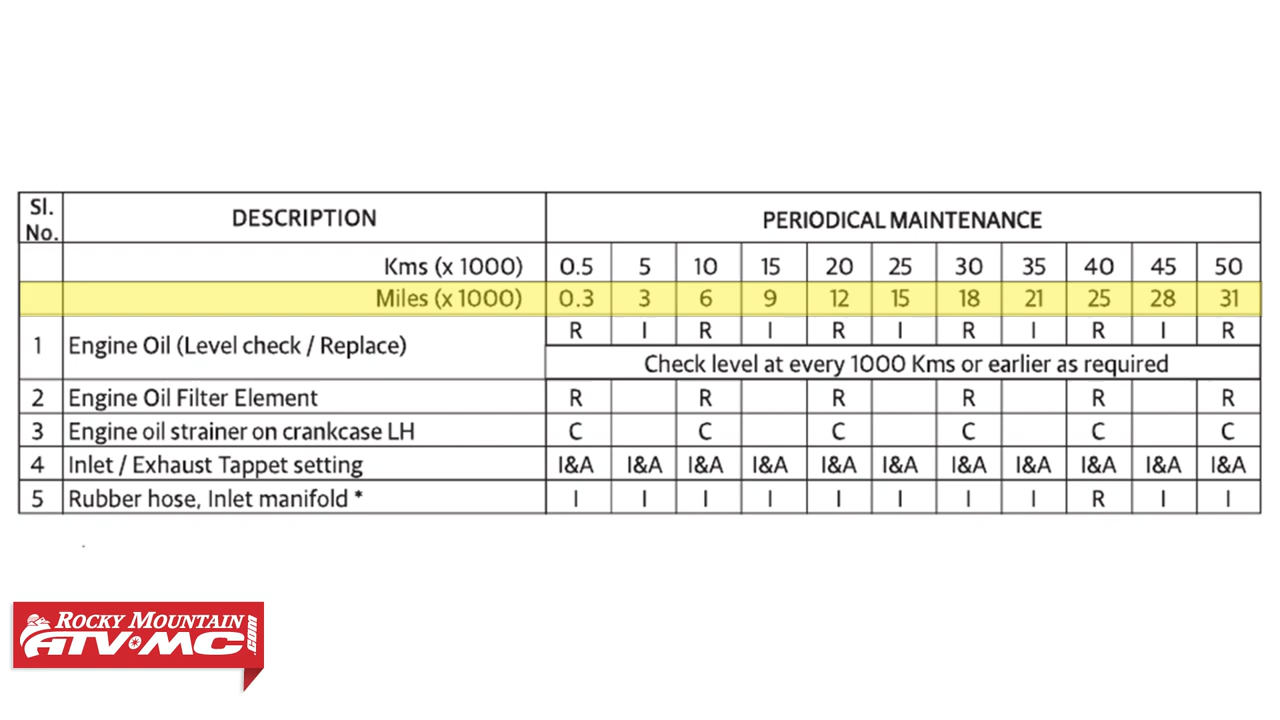 Sl. No. DESCRIPTION PERIODICAL MAINTENANCE
Kms (x 1000) 0.5 5 10 15 20 25 30 35 40 45 50
Miles (x 1000) 0.3 3 6 9 12 15 18 21 25 28 31
1 Engine Oil (Level check / Replace) R I R I R I R I R I R
Check level at every 1000 Kms or earlier as required
2 Engine Oil Filter Element R R R R R R
3 Engine oil strainer on crankcase LH C C C C C C
4 Inlet / Exhaust Tappet setting I&A I&A I&A I&A I&A I&A I&A I&A I&A I&A I&A
5 Rubber hose, Inlet manifold * I I I I I I I I R I I
ROCKY MOUNTAIN
ATV MC .com